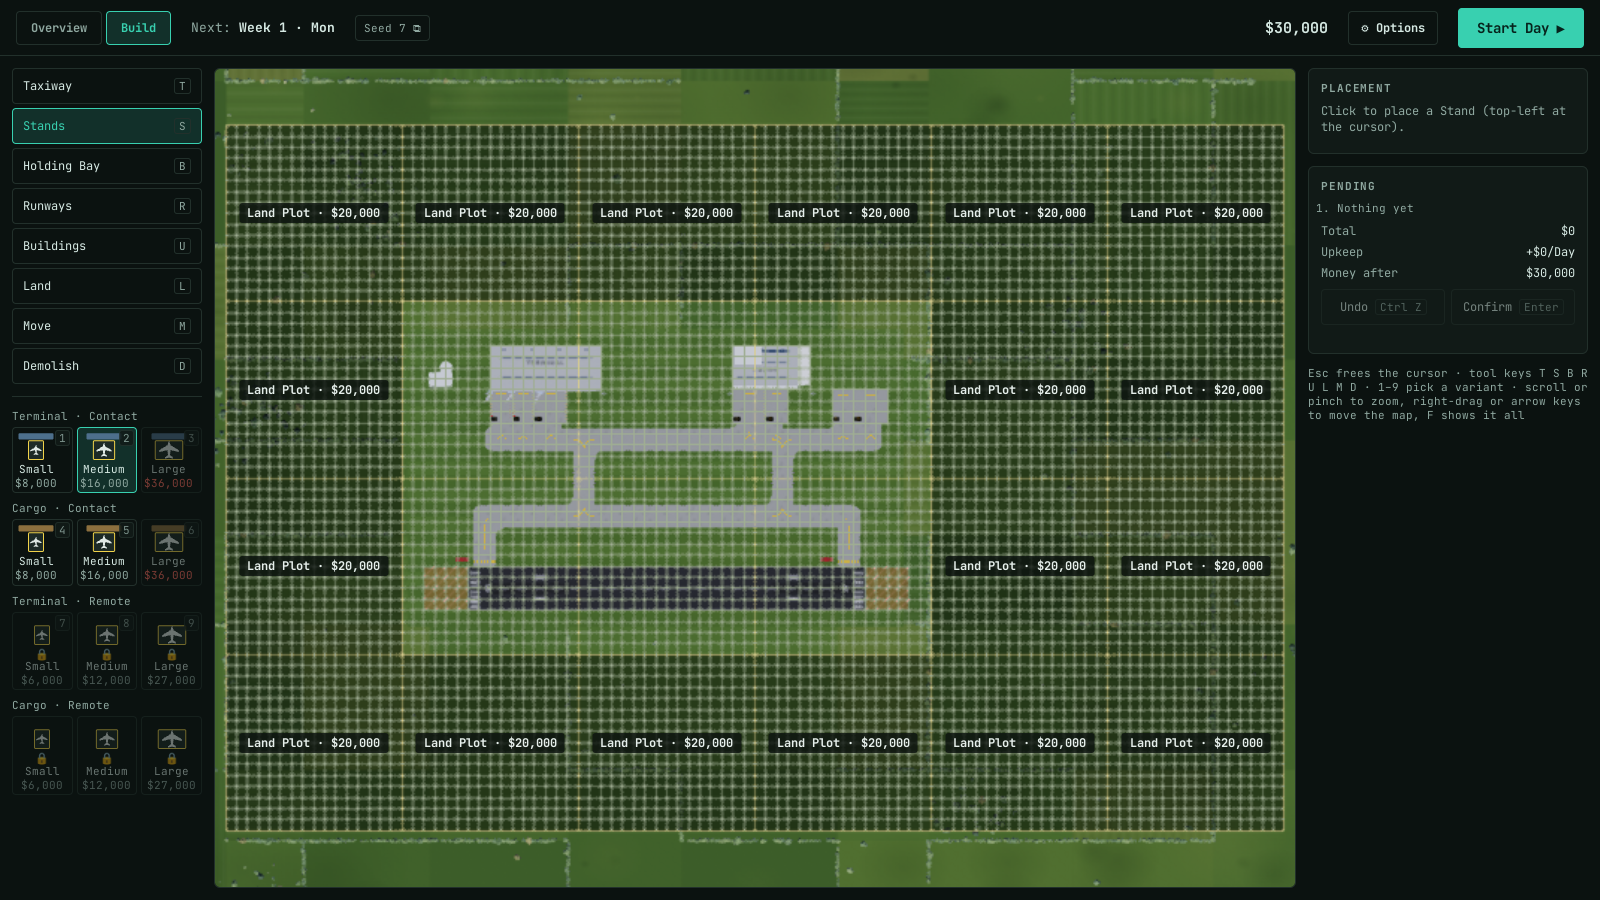 Overview
Build
Next: Week 1 · Mon
Seed 7
$30,000
Options
Start Day ▶
Taxiway T
Stands S
Holding Bay B
Runways R
Buildings U
Land L
Move M
Demolish D
Terminal · Contact
1 2 3
Small Medium Large
$8,000 $16,000 $36,000
Cargo · Contact
4 5 6
Small Medium Large
$8,000 $16,000 $36,000
Terminal · Remote
7 8 9
Small Medium Large
$6,000 $12,000 $27,000
Cargo · Remote
Small Medium Large
$6,000 $12,000 $27,000
Land Plot · $20,000 Land Plot · $20,000 Land Plot · $20,000 Land Plot · $20,000 Land Plot · $20,000 Land Plot · $20,000
Land Plot · $20,000 Land Plot · $20,000 Land Plot · $20,000
Land Plot · $20,000 Land Plot · $20,000 Land Plot · $20,000
Land Plot · $20,000 Land Plot · $20,000 Land Plot · $20,000 Land Plot · $20,000 Land Plot · $20,000 Land Plot · $20,000
PLACEMENT
Click to place a Stand (top-left at
the cursor).
PENDING
1. Nothing yet
Total $0
Upkeep +$0/Day
Money after $30,000
Undo Ctrl Z Confirm Enter
Esc frees the cursor · tool keys T S B R
U L M D · 1–9 pick a variant · scroll or
pinch to zoom, right-drag or arrow keys
to move the map, F shows it all